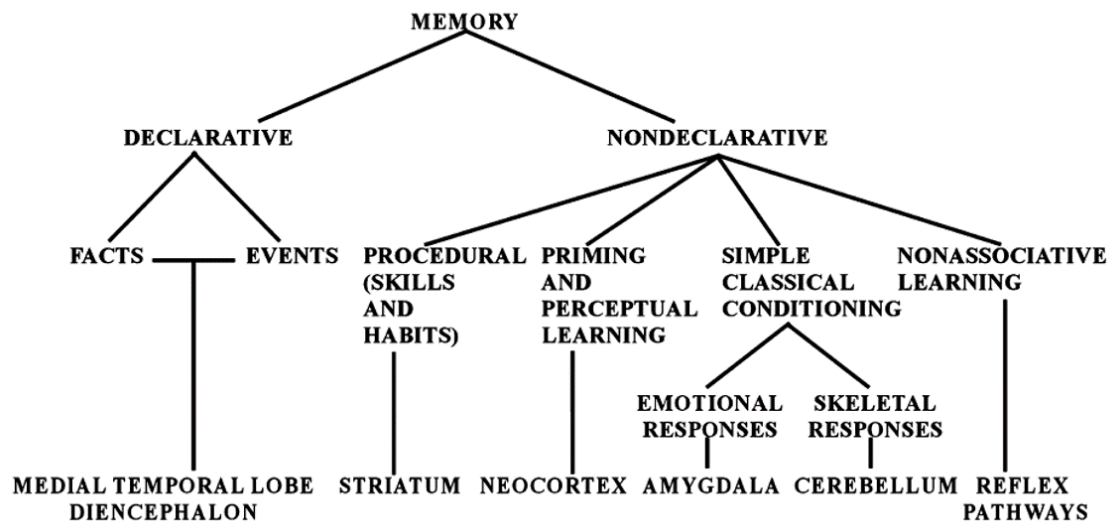 MEMORY
DECLARATIVE
NONDECLARATIVE
FACTS
EVENTS
PROCEDURAL
(SKILLS
AND
HABITS)
PRIMING
AND
PERCEPTUAL
LEARNING
SIMPLE
CLASSICAL
CONDITIONING
NONASSOCIATIVE
LEARNING
EMOTIONAL
RESPONSES
SKELETAL
RESPONSES
MEDIAL TEMPORAL LOBE
DIENCEPHALON
STRIATUM
NEOCORTEX
AMYGDALA
CEREBELLUM
REFLEX
PATHWAYS